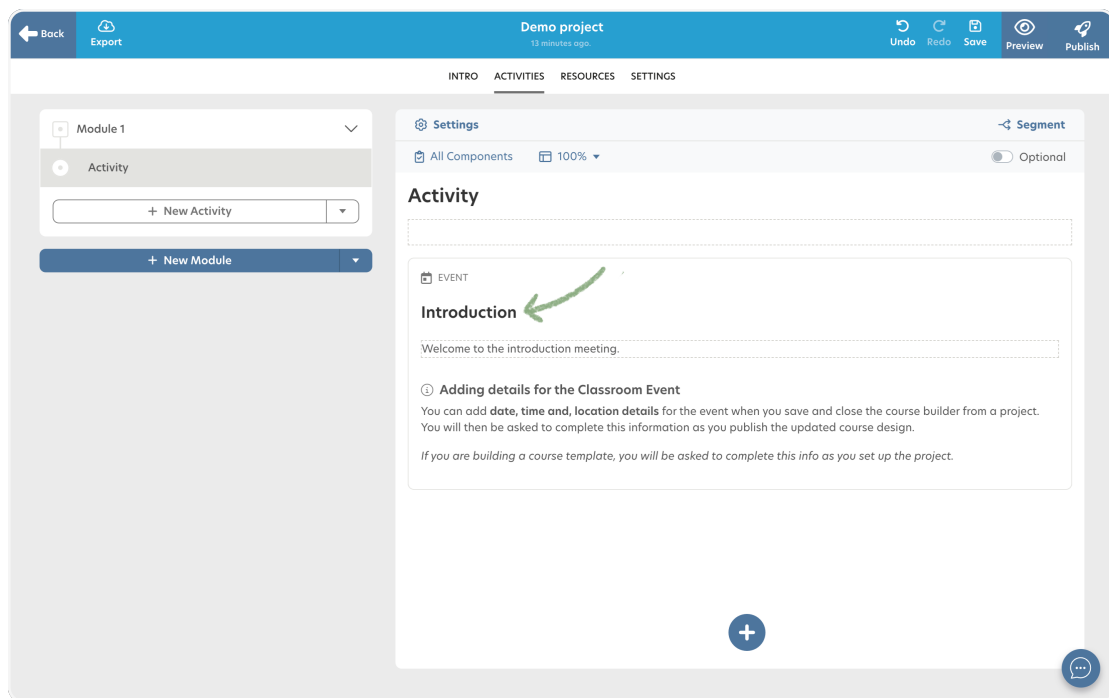 Back
Export
Demo project
13 minutes ago.
Undo
Redo
Save
Preview
Publish
INTRO
ACTIVITIES
RESOURCES
SETTINGS
Module 1
Activity
+ New Activity
+ New Module
Settings
Segment
All Components
100%
Optional
Activity
EVENT
Introduction
Welcome to the introduction meeting.
Adding details for the Classroom Event
You can add date, time and, location details for the event when you save and close the course builder from a project.
You will then be asked to complete this information as you publish the updated course design.
If you are building a course template, you will be asked to complete this info as you set up the project.